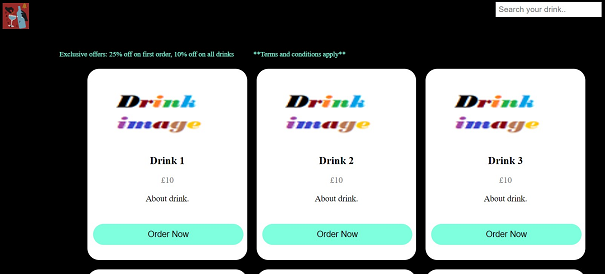 Search your drink..
Exclusive offers: 25% off on first order, 10% off on all drinks **Terms and conditions apply**
Drink image
Drink 1
£10
About drink.
Order Now
Drink image
Drink 2
£10
About drink.
Order Now
Drink image
Drink 3
£10
About drink.
Order Now